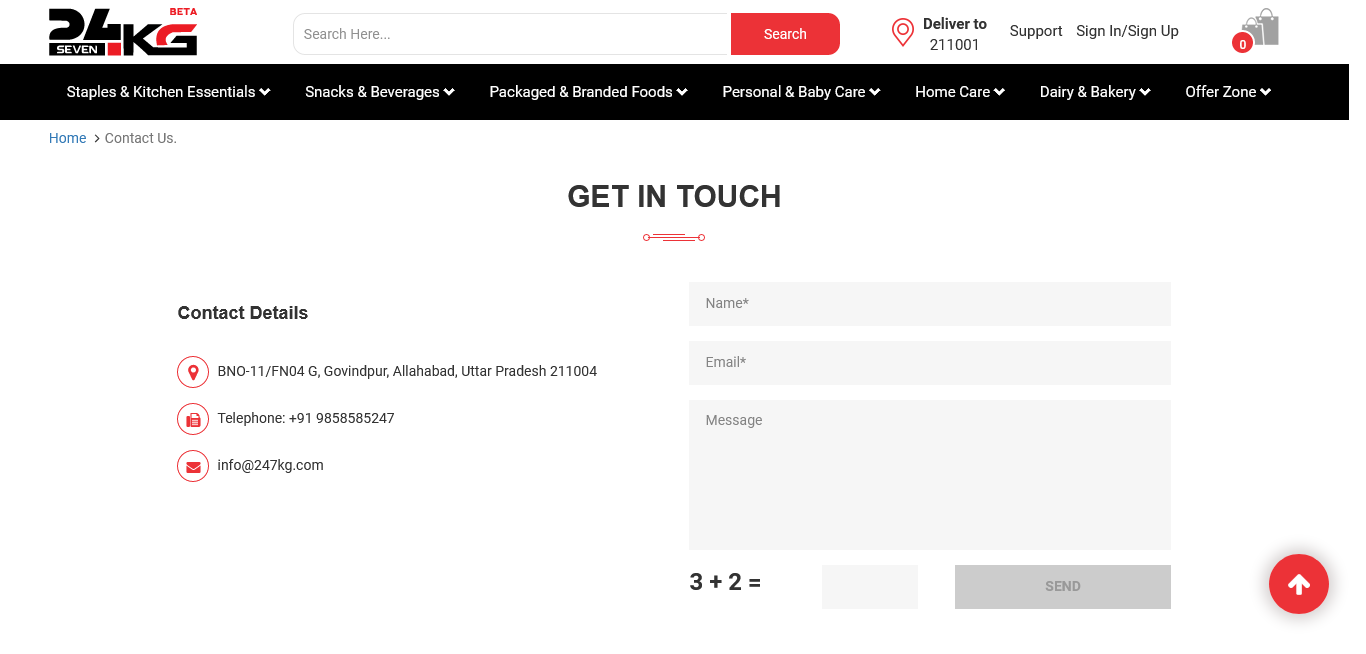 24 SEVEN KG BETA
Search Here...
Search
Deliver to
211001
Support
Sign In/Sign Up
0
Staples & Kitchen Essentials
Snacks & Beverages
Packaged & Branded Foods
Personal & Baby Care
Home Care
Dairy & Bakery
Offer Zone
Home > Contact Us.
GET IN TOUCH
Contact Details
BNO-11/FN04 G, Govindpur, Allahabad, Uttar Pradesh 211004
Telephone: +91 9858585247
info@247kg.com
Name*
Email*
Message
3 + 2 =
SEND